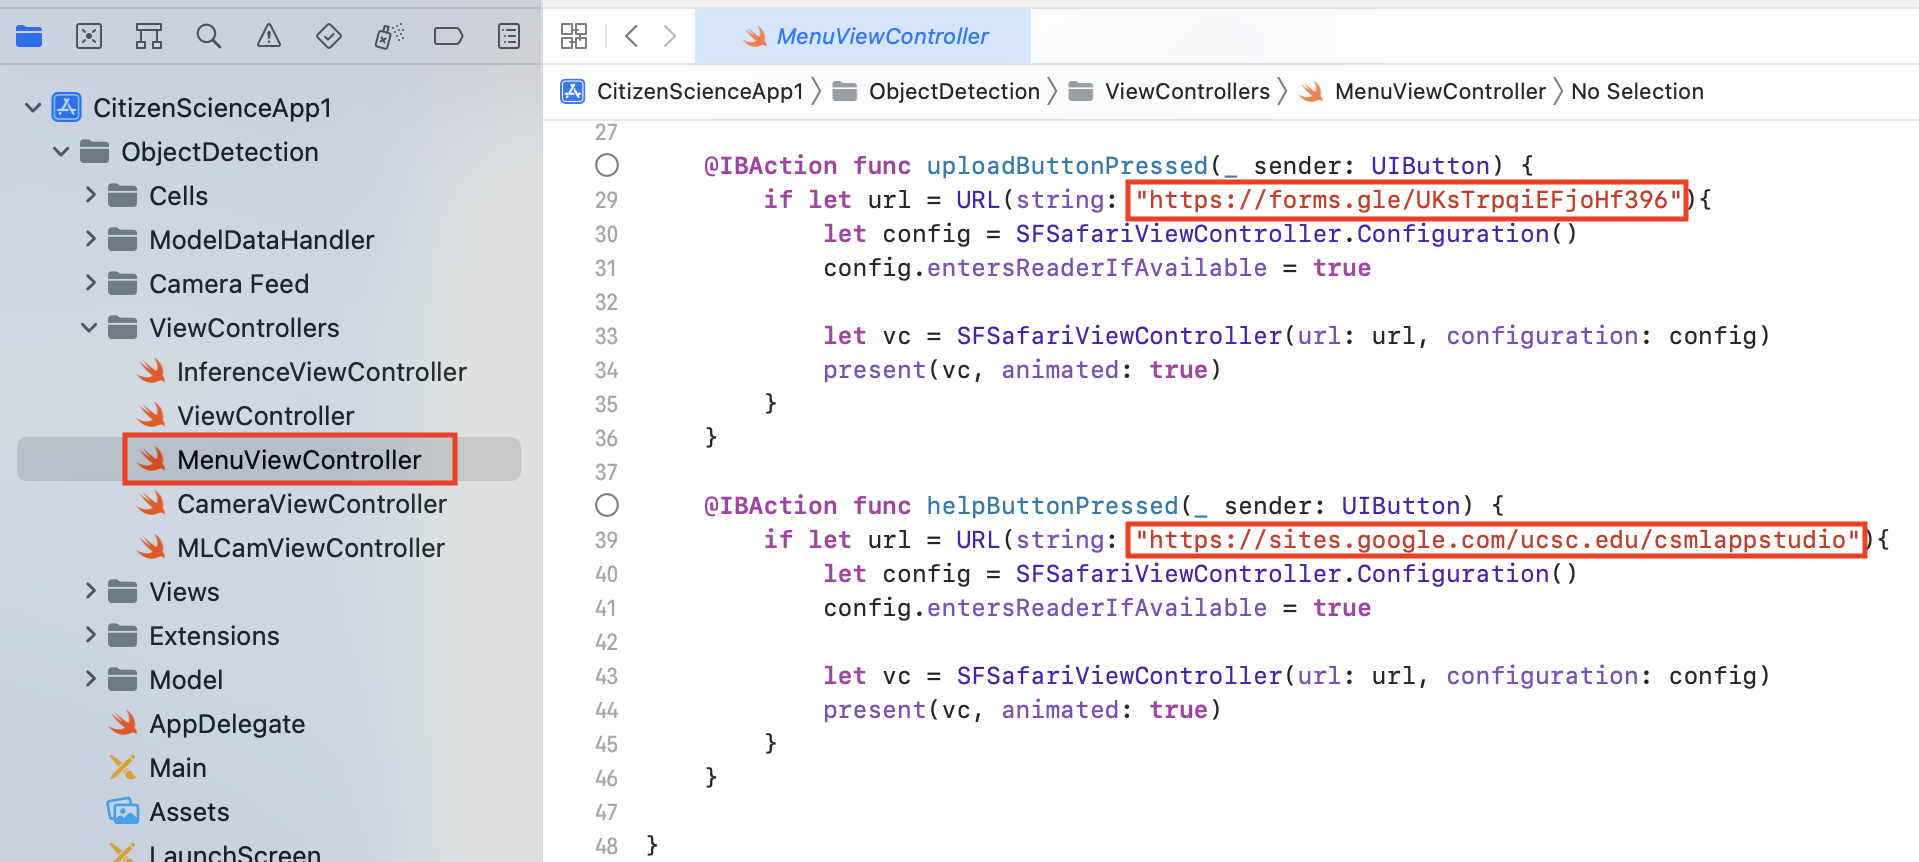 MenuViewController
CitizenScienceApp1 〉 ObjectDetection 〉 ViewControllers 〉 MenuViewController 〉 No Selection
CitizenScienceApp1
ObjectDetection
Cells
ModelDataHandler
Camera Feed
ViewControllers
InferenceViewController
ViewController
MenuViewController
CameraViewController
MLCamViewController
Views
Extensions
Model
AppDelegate
Main
Assets
LaunchScreen
27
@IBAction func uploadButtonPressed(_ sender: UIButton) {
29 if let url = URL(string: "https://forms.gle/UKsTrpqiEFjoHf396"){
30 let config = SFSafariViewController.Configuration()
31 config.entersReaderIfAvailable = true
32
33 let vc = SFSafariViewController(url: url, configuration: config)
34 present(vc, animated: true)
35 }
36 }
37
@IBAction func helpButtonPressed(_ sender: UIButton) {
39 if let url = URL(string: "https://sites.google.com/ucsc.edu/csmlappstudio"){
40 let config = SFSafariViewController.Configuration()
41 config.entersReaderIfAvailable = true
42
43 let vc = SFSafariViewController(url: url, configuration: config)
44 present(vc, animated: true)
45 }
46 }
47
48 }